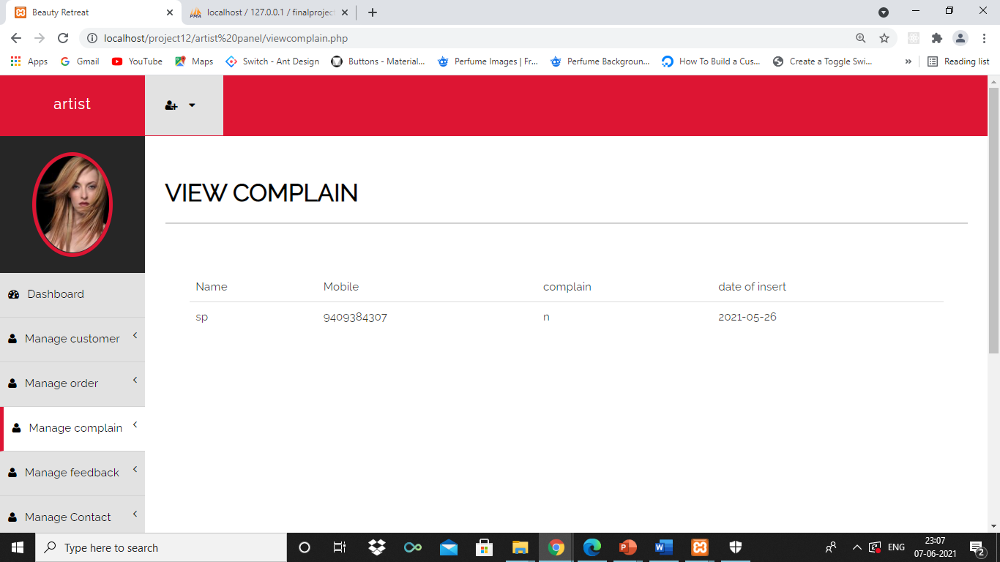 Beauty Retreat
localhost / 127.0.0.1 / finalproject
localhost/project12/artist%20panel/viewcomplain.php
Apps Gmail YouTube Maps Switch - Ant Design Buttons - Material... Perfume Images | Fr... Perfume Backgroun... How To Build a Cus... Create a Toggle Swi... » Reading list
artist
VIEW COMPLAIN
Name Mobile complain date of insert
sp 9409384307 n 2021-05-26
Dashboard
Manage customer
Manage order
Manage complain
Manage feedback
Manage Contact
Type here to search
ENG
23:07
07-06-2021
2